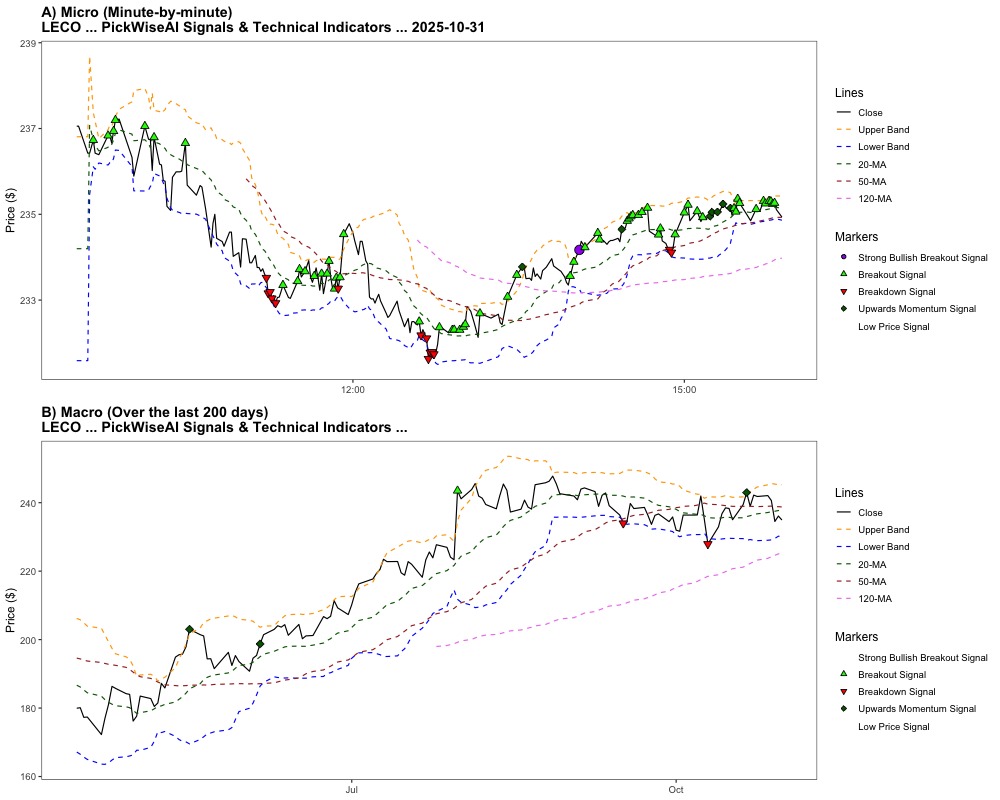 A) Micro (Minute-by-minute)
LECO ... PickWiseAI Signals & Technical Indicators ... 2025-10-31
239
237
235
233
Price ($)
12:00
15:00
Lines
Close
Upper Band
Lower Band
20-MA
50-MA
120-MA
Markers
Strong Bullish Breakout Signal
Breakout Signal
Breakdown Signal
Upwards Momentum Signal
Low Price Signal
B) Macro (Over the last 200 days)
LECO ... PickWiseAI Signals & Technical Indicators ...
240
220
200
180
160
Price ($)
Jul
Oct
Lines
Close
Upper Band
Lower Band
20-MA
50-MA
120-MA
Markers
Strong Bullish Breakout Signal
Breakout Signal
Breakdown Signal
Upwards Momentum Signal
Low Price Signal